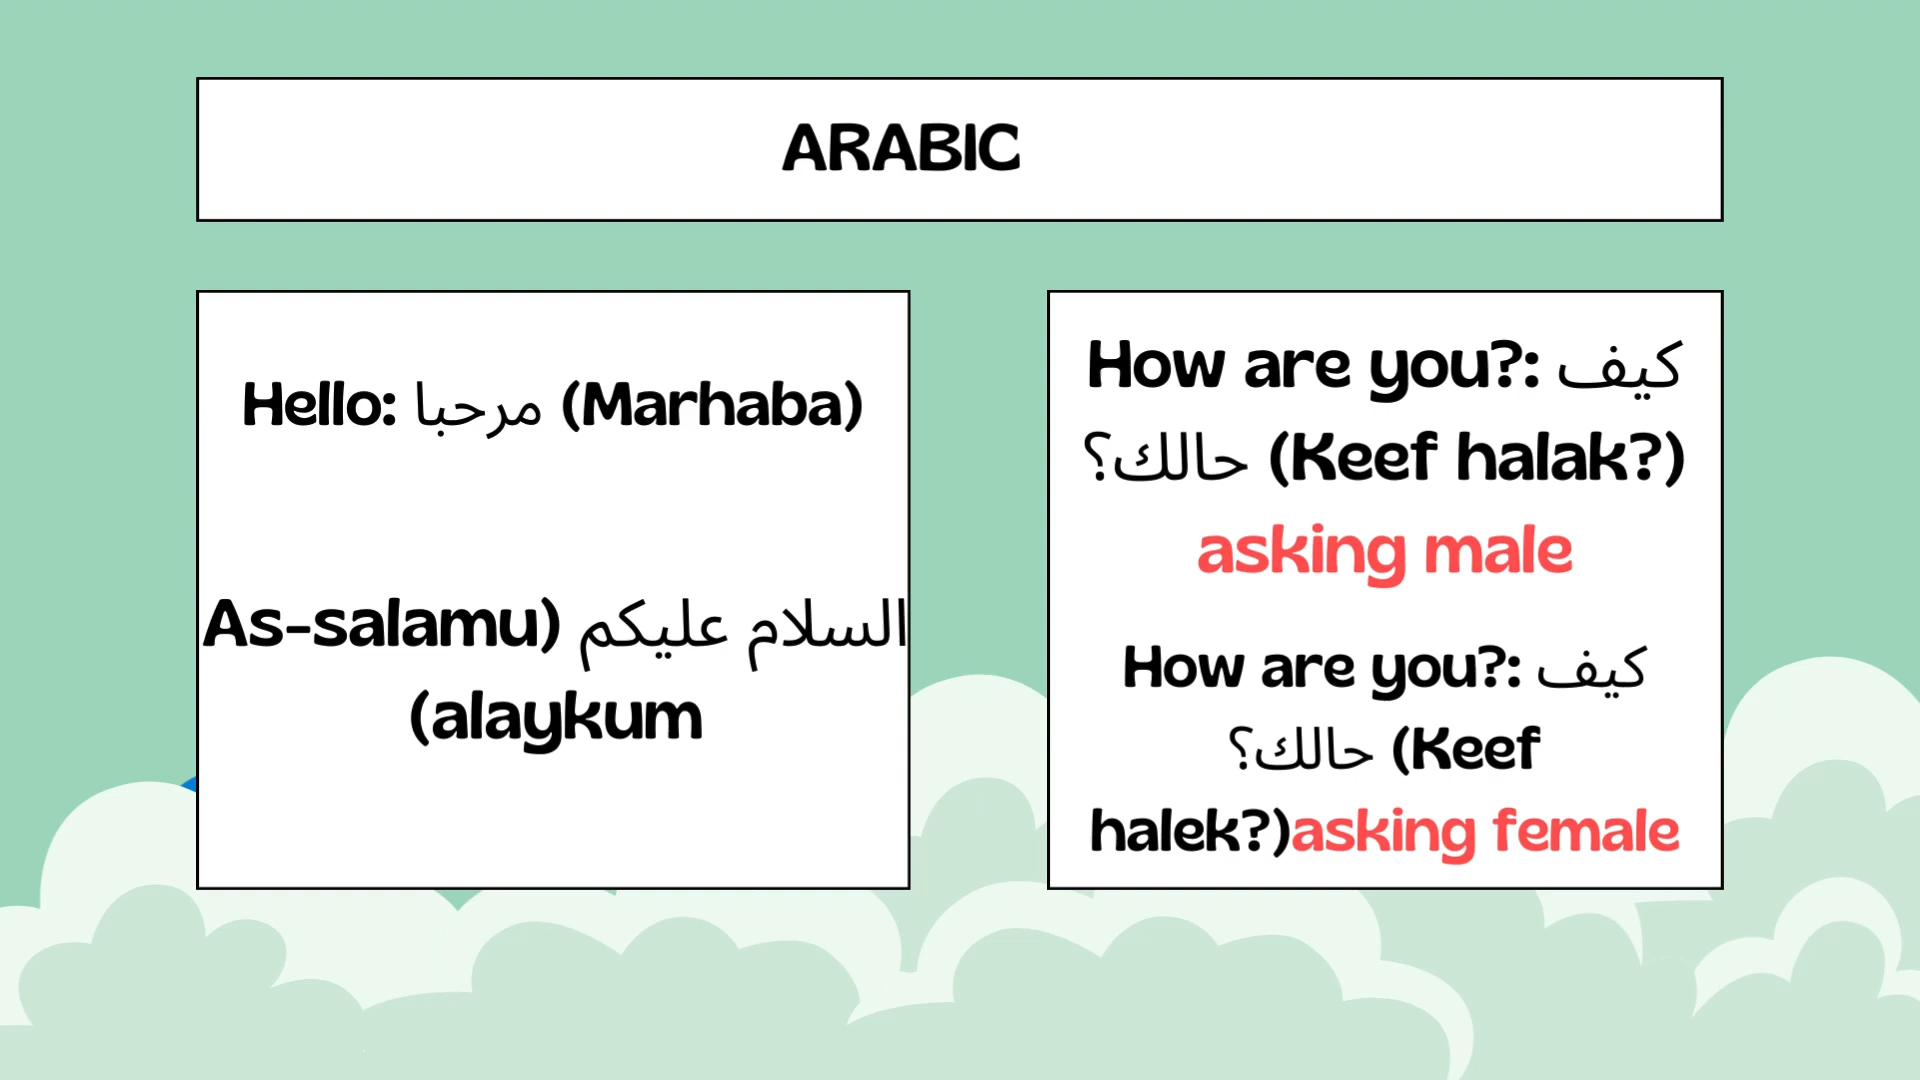 ARABIC
Hello: مرحبا (Marhaba)
السلام عليكم (As-salamu
alaykum)
How are you?: كيف
حالك؟ (Keef halak?)
asking male
How are you?: كيف
حالك؟ (Keef
halek?)asking female